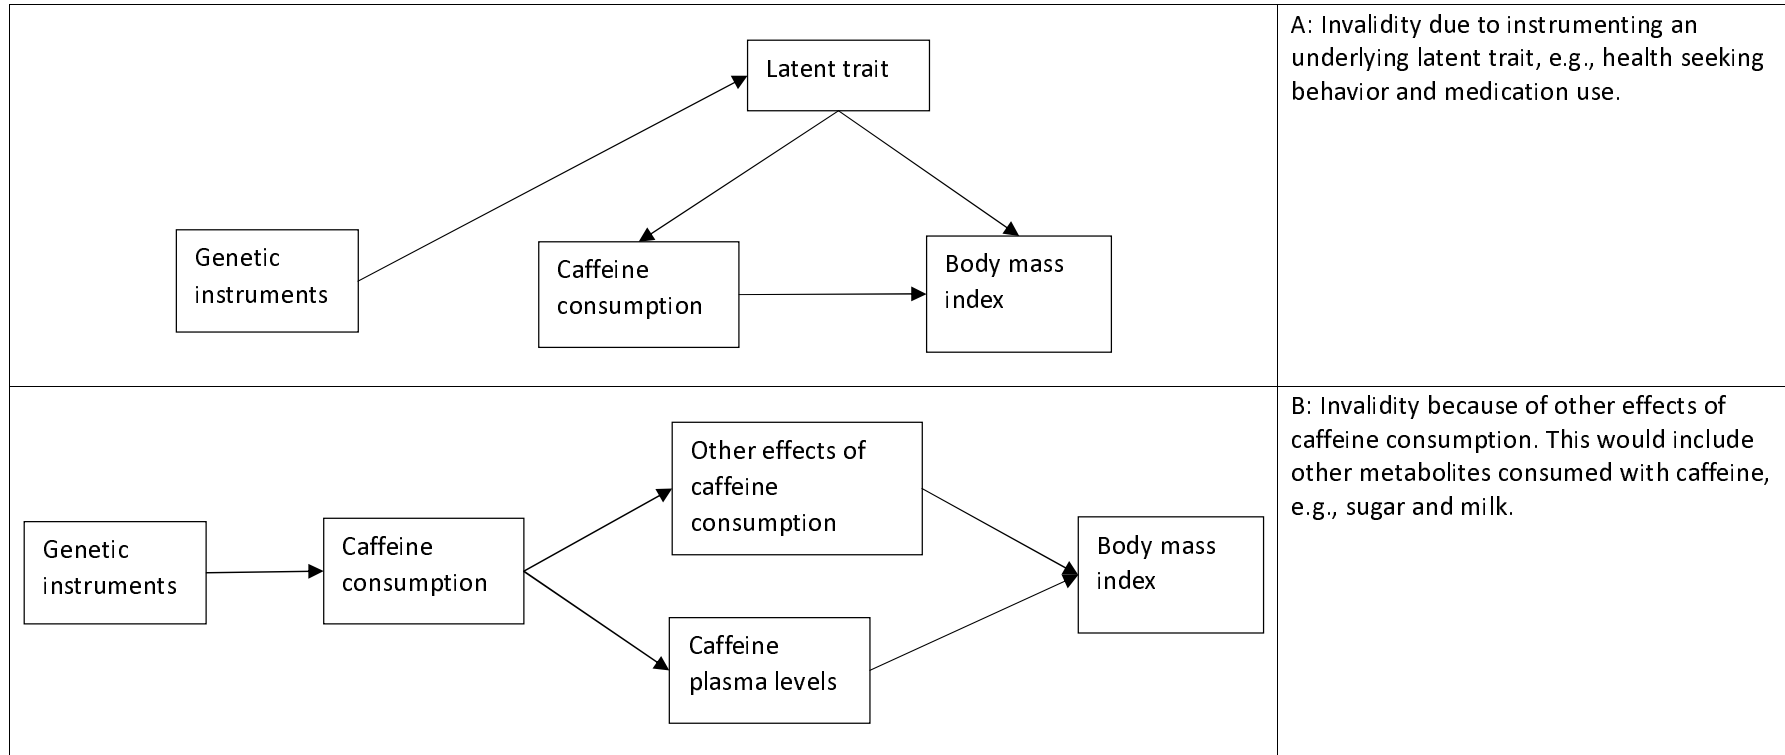 Latent trait
Genetic
instruments
Caffeine
consumption
Body mass
index
A: Invalidity due to instrumenting an
underlying latent trait, e.g., health seeking
behavior and medication use.
Other effects of
caffeine
consumption
Genetic
instruments
Caffeine
consumption
Caffeine
plasma levels
Body mass
index
B: Invalidity because of other effects of
caffeine consumption. This would include
other metabolites consumed with caffeine,
e.g., sugar and milk.